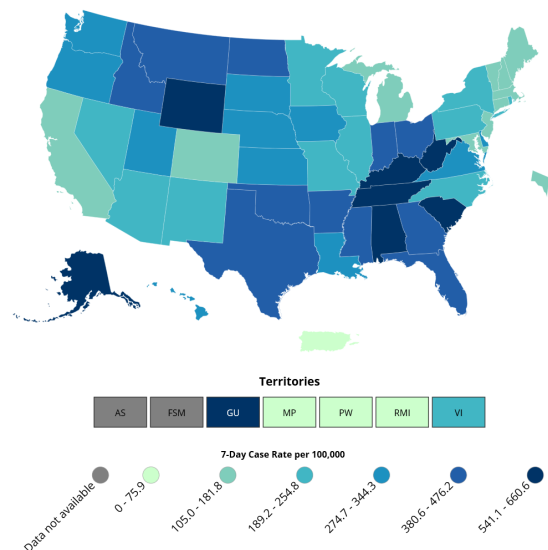 Territories
AS FSM GU MP PW RMI VI
7-Day Case Rate per 100,000
Data not available
0 - 75.9
105.0 - 181.8
189.2 - 254.8
274.7 - 344.3
380.6 - 476.2
541.1 - 660.6